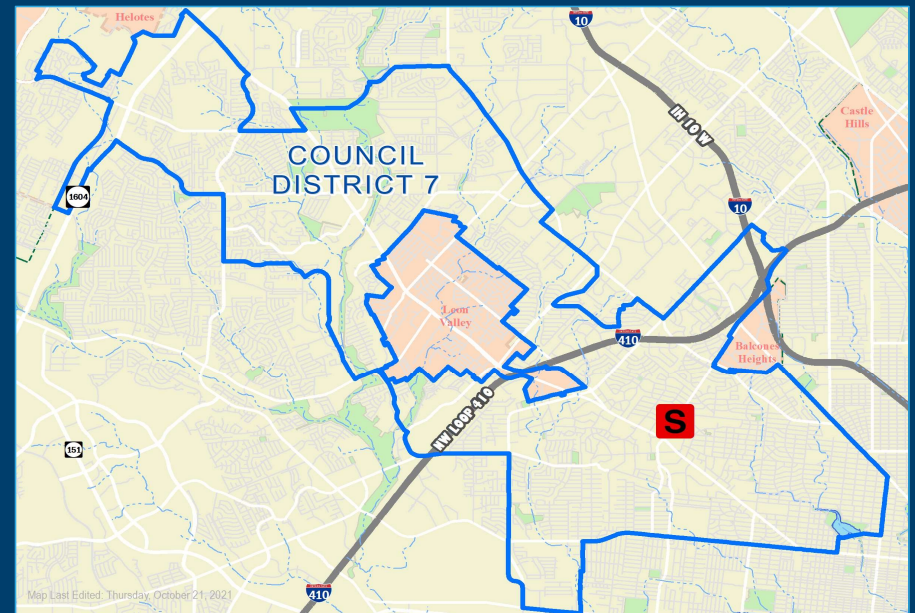 Helotes
10
IH 10 W
Castle
Hills
COUNCIL
DISTRICT 7
1604
10
Leon
Valley
410
Balcones
Heights
NW LOOP 410
S
151
410
Map Last Edited: Thursday, October 21, 2021